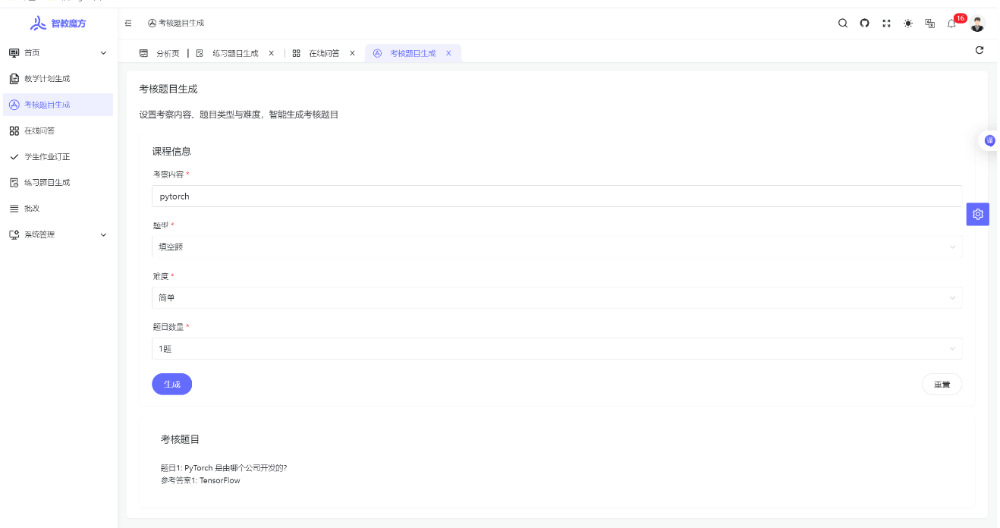 智教魔方
考核题目生成
16
首页
教学计划生成
考核题目生成
在线问答
学生作业订正
练习题目生成
批改
系统管理
分析页
练习题目生成
在线问答
考核题目生成
考核题目生成
设置考察内容、题目类型与难度，智能生成考核题目
课程信息
考察内容 *
pytorch
题型 *
填空题
难度 *
简单
题目数量 *
1题
生成
重置
译
考核题目
题目1: PyTorch 是由哪个公司开发的?
参考答案1: TensorFlow